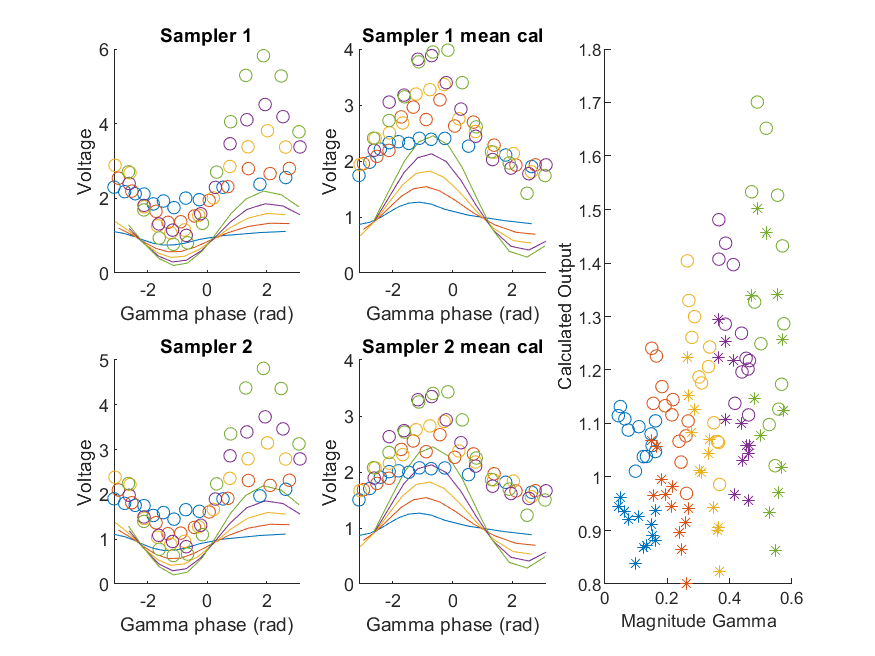 Sampler 1
Voltage
6
4
2
0
-2 0 2
Gamma phase (rad)
Sampler 1 mean cal
Voltage
4
3
2
1
0
-2 0 2
Gamma phase (rad)
Sampler 2
Voltage
5
4
3
2
1
0
-2 0 2
Gamma phase (rad)
Sampler 2 mean cal
Voltage
4
3
2
1
0
-2 0 2
Gamma phase (rad)
Calculated Output
1.8
1.7
1.6
1.5
1.4
1.3
1.2
1.1
1
0.9
0.8
0 0.2 0.4 0.6
Magnitude Gamma